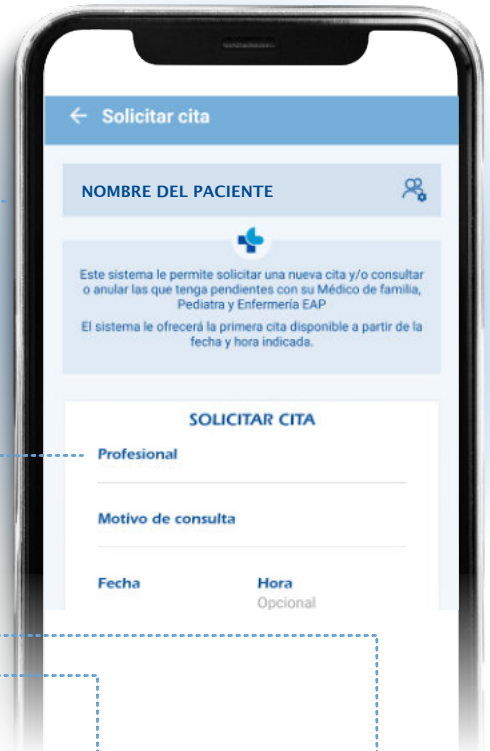 ← Solicitar cita
NOMBRE DEL PACIENTE
Este sistema le permite solicitar una nueva cita y/o consultar
o anular las que tenga pendientes con su Médico de familia,
Pediatra y Enfermería EAP
El sistema le ofrecerá la primera cita disponible a partir de la
fecha y hora indicada.
SOLICITAR CITA
Profesional
Motivo de consulta
Fecha Hora
Opcional